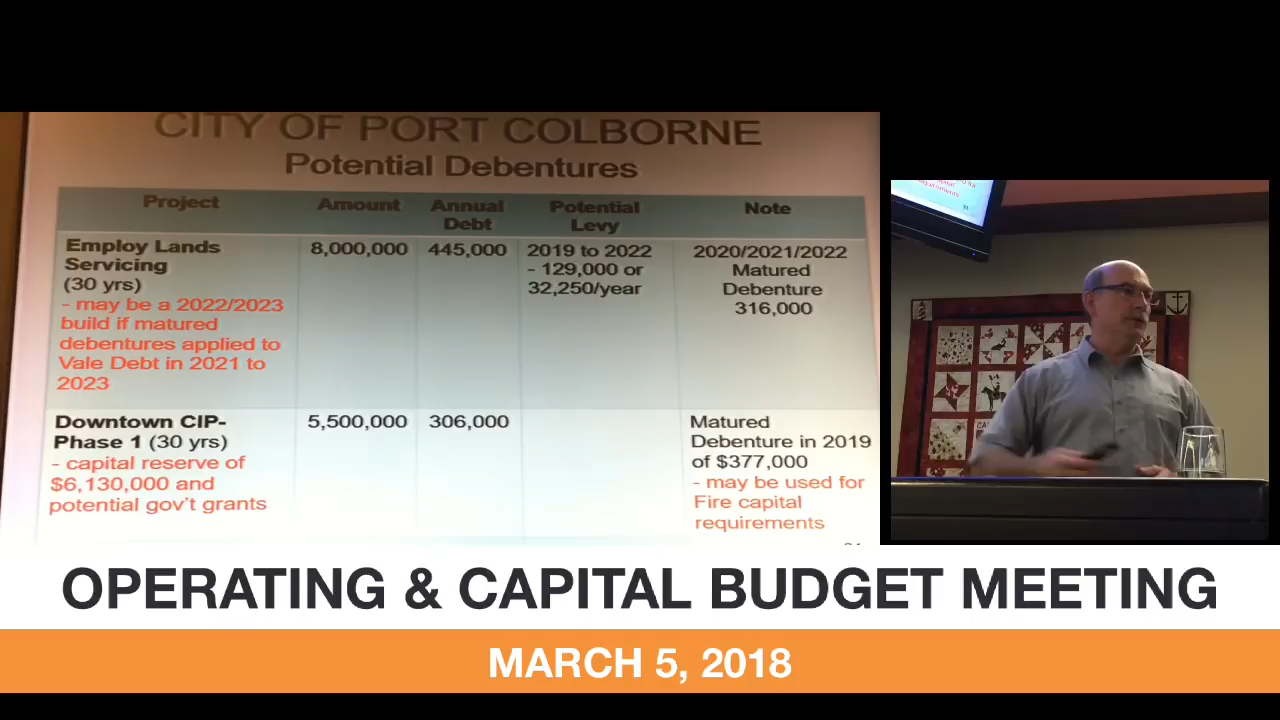 CITY OF PORT COLBORNE
Potential Debentures
Project Amount Annual Debt Potential Levy Note
Employ Lands Servicing
(30 yrs)
- may be a 2022/2023
build if matured
debentures applied to
Vale Debt in 2021 to
2023
8,000,000
445,000
2019 to 2022
- 129,000 or
32,250/year
2020/2021/2022
Matured
Debenture
316,000
Downtown CIP-
Phase 1 (30 yrs)
- capital reserve of
$6,130,000 and
potential gov't grants
5,500,000
306,000
Matured
Debenture in 2019
of $377,000
- may be used for
Fire capital
requirements
OPERATING & CAPITAL BUDGET MEETING
MARCH 5, 2018